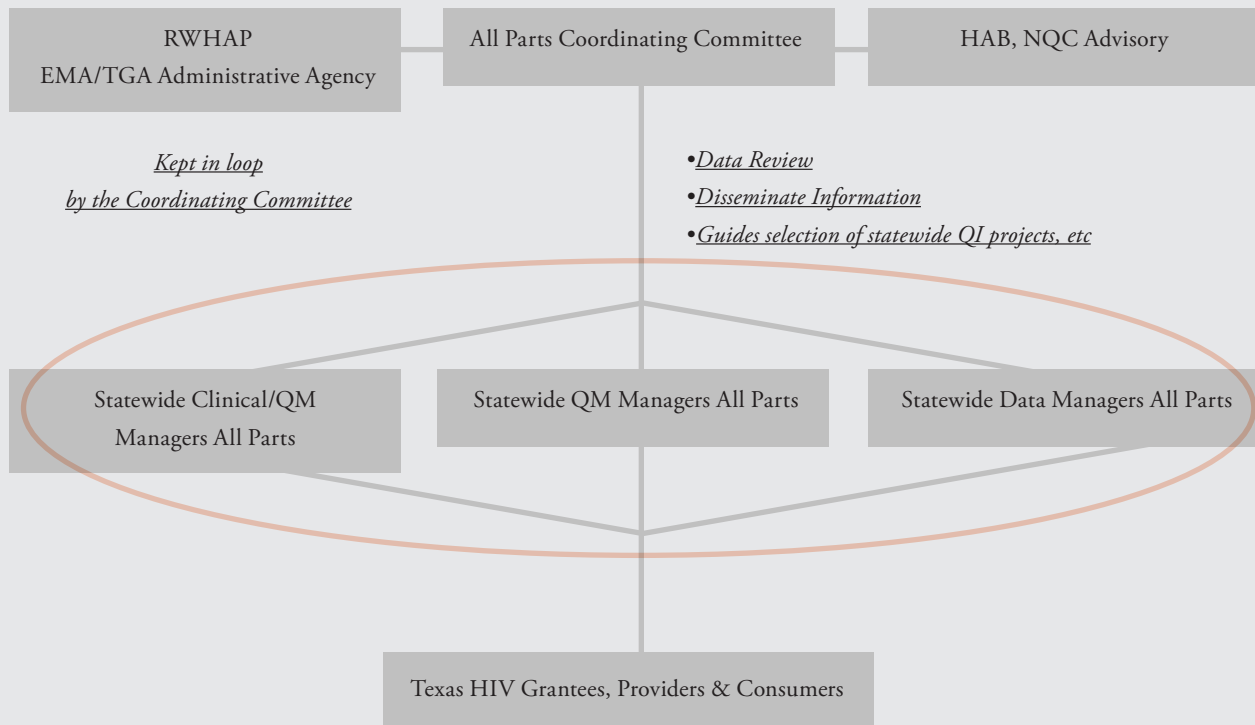 RWHAP
EMA/TGA Administrative Agency
All Parts Coordinating Committee
HAB, NQC Advisory
Kept in loop
by the Coordinating Committee
•Data Review
•Disseminate Information
•Guides selection of statewide QI projects, etc
Statewide Clinical/QM
Managers All Parts
Statewide QM Managers All Parts
Statewide Data Managers All Parts
Texas HIV Grantees, Providers & Consumers